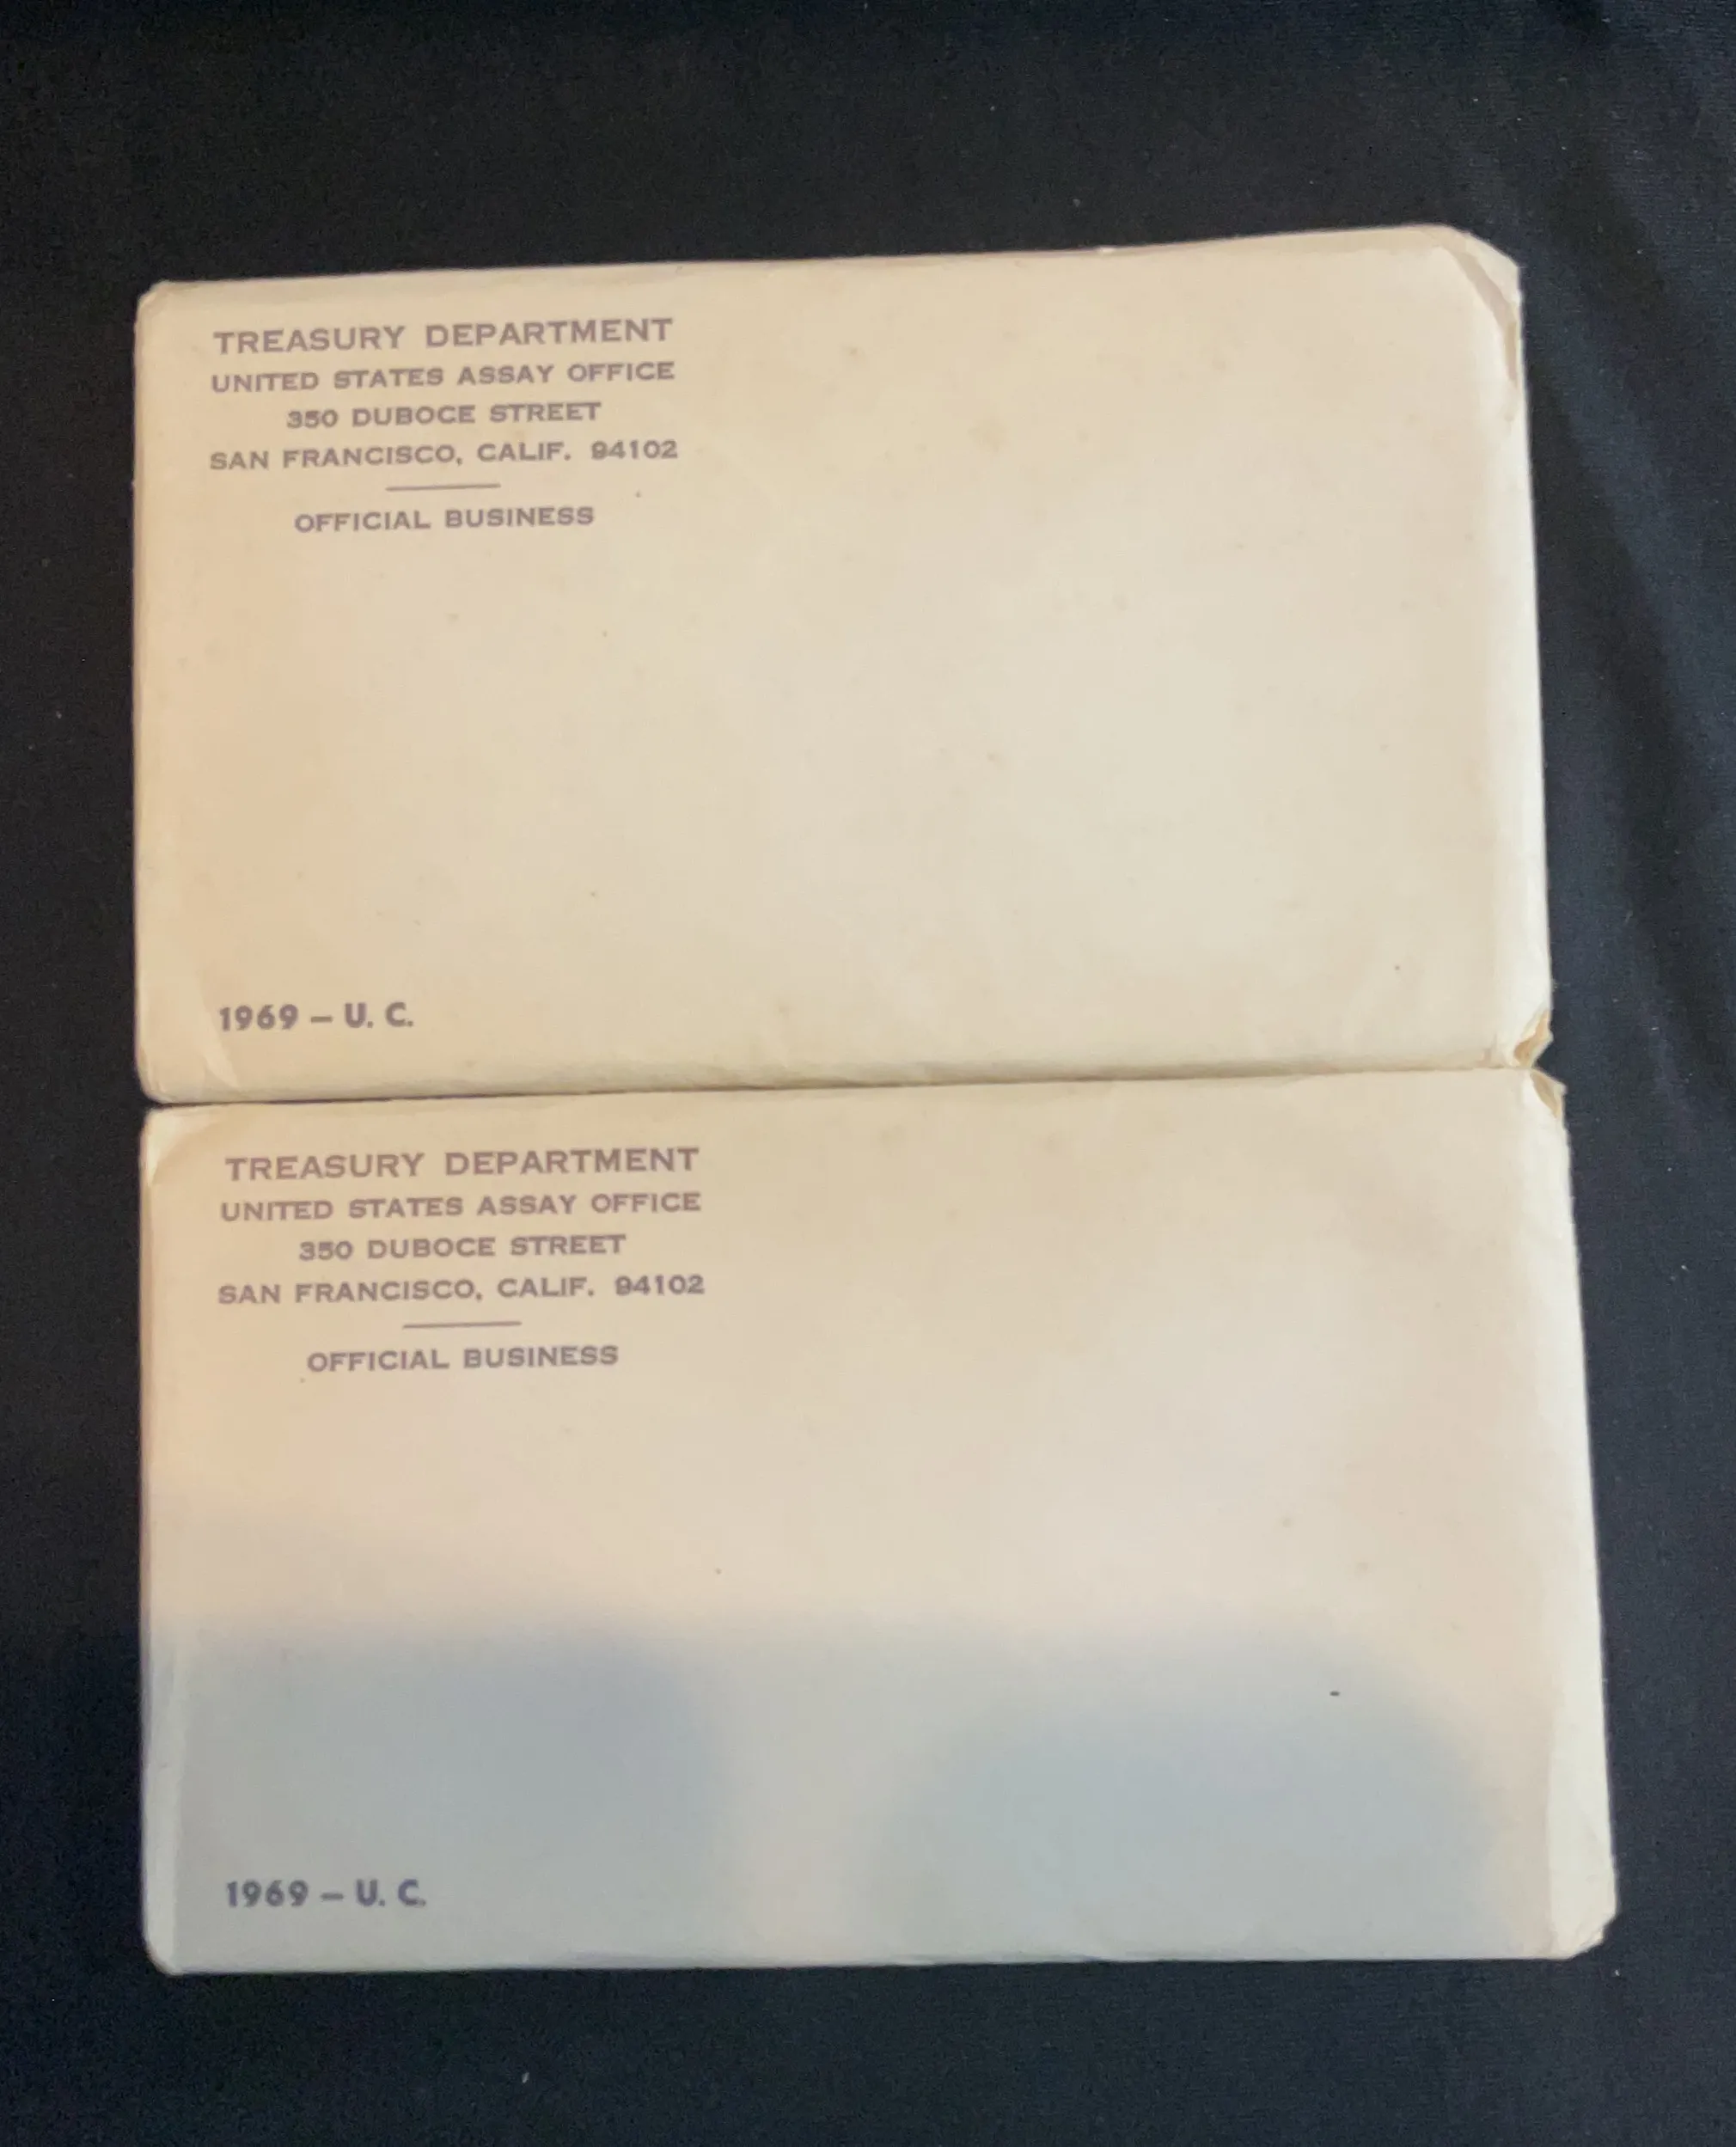 TREASURY DEPARTMENT
UNITED STATES ASSAY OFFICE
350 DUBOCE STREET
SAN FRANCISCO, CALIF. 94102
OFFICIAL BUSINESS
1969 – U. C.
TREASURY DEPARTMENT
UNITED STATES ASSAY OFFICE
350 DUBOCE STREET
SAN FRANCISCO, CALIF. 94102
OFFICIAL BUSINESS
1969 – U. C.